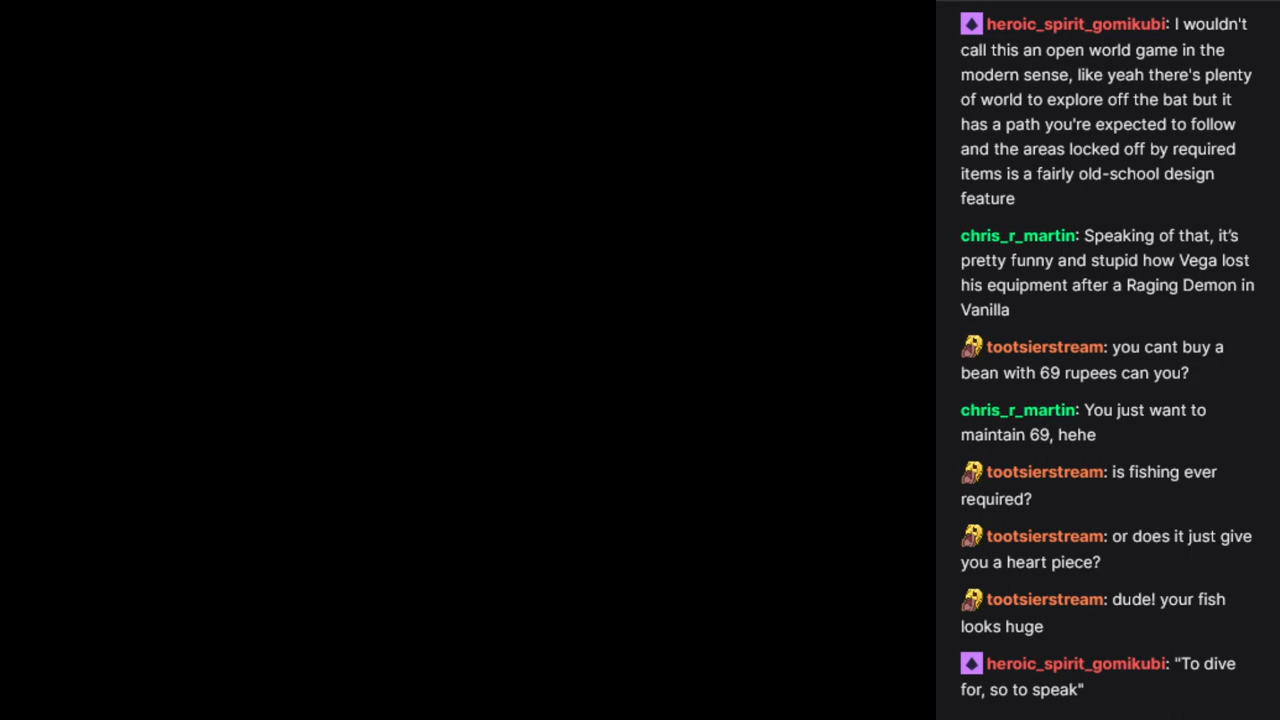 heroic_spirit_gomikubi: I wouldn't
call this an open world game in the
modern sense, like yeah there's plenty
of world to explore off the bat but it
has a path you're expected to follow
and the areas locked off by required
items is a fairly old-school design
feature
chris_r_martin: Speaking of that, it’s
pretty funny and stupid how Vega lost
his equipment after a Raging Demon in
Vanilla
tootsierstream: you cant buy a
bean with 69 rupees can you?
chris_r_martin: You just want to
maintain 69, hehe
tootsierstream: is fishing ever
required?
tootsierstream: or does it just give
you a heart piece?
tootsierstream: dude! your fish
looks huge
heroic_spirit_gomikubi: "To dive
for, so to speak"